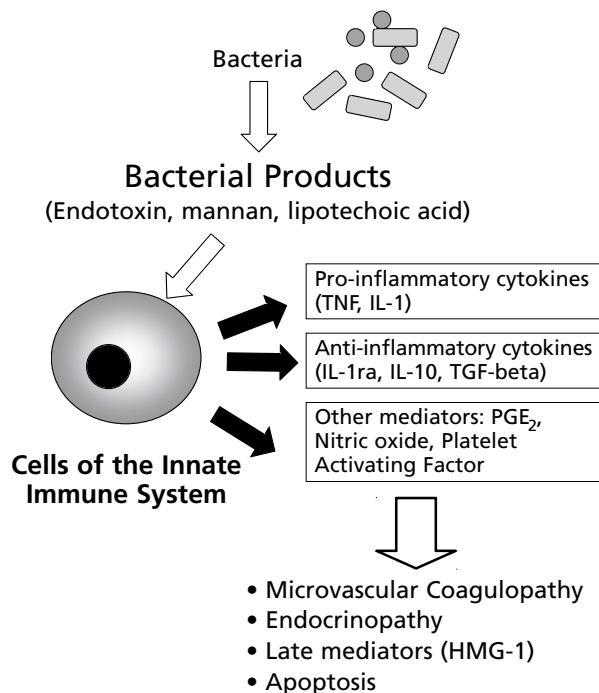 Bacteria
Bacterial Products
(Endotoxin, mannan, lipotechoic acid)
Pro-inflammatory cytokines
(TNF, IL-1)
Anti-inflammatory cytokines
(IL-1ra, IL-10, TGF-beta)
Other mediators: PGE₂,
Nitric oxide, Platelet
Activating Factor
Cells of the Innate
Immune System
• Microvascular Coagulopathy
• Endocrinopathy
• Late mediators (HMG-1)
• Apoptosis